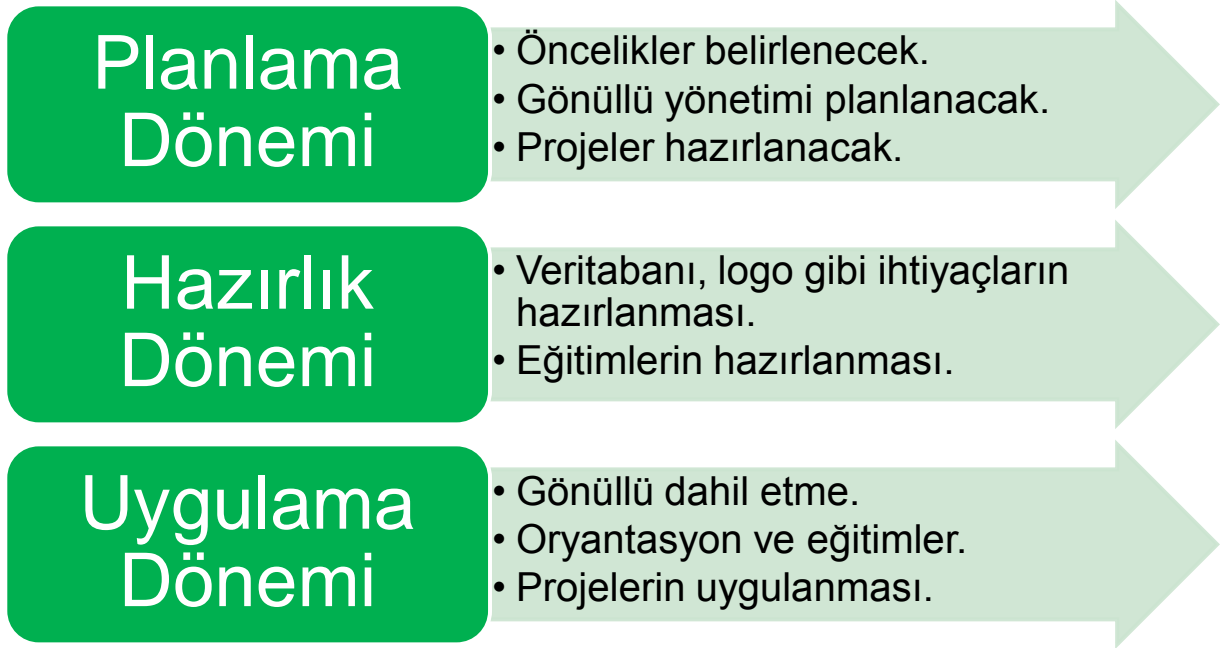 Planlama
Dönemi
• Öncelikler belirlenecek.
• Gönüllü yönetimi planlanacak.
• Projeler hazırlanacak.
Hazırlık
Dönemi
• Veritabanı, logo gibi ihtiyaçların
hazırlanması.
• Eğitimlerin hazırlanması.
Uygulama
Dönemi
• Gönüllü dahil etme.
• Oryantasyon ve eğitimler.
• Projelerin uygulanması.